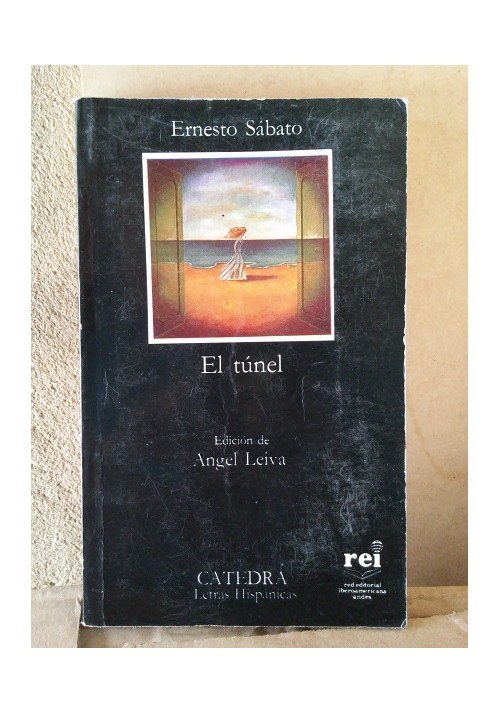 Ernesto Sábato
El túnel
Edición de
Angel Leiva
CATEDRA
Letras Hispánicas
rei
red editorial
iberoamericana
andes